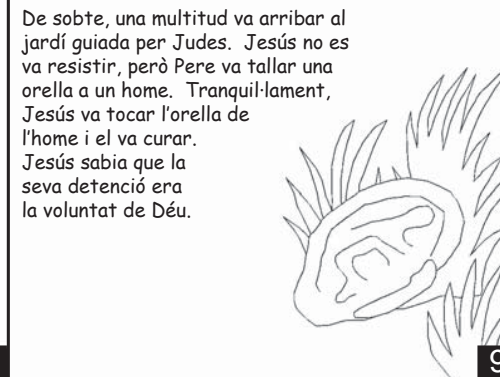 De sobte, una multitud va arribar al
jardí guiada per Judes.  Jesús no es
va resistir, però Pere va tallar una
orella a un home.  Tranquil·lament,
Jesús va tocar l'orella de
l'home i el va curar.
Jesús sabia que la
seva detenció era
la voluntat de Déu.
9